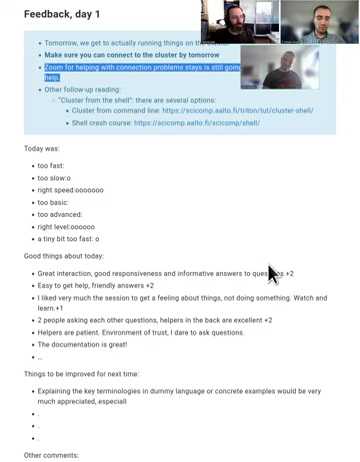 Feedback, day 1
Tomorrow, we get to actually running things on the cluster.
Make sure you can connect to the cluster by tomorrow
Zoom for helping with connection problems stays is still going
help.
Other follow-up reading:
"Cluster from the shell": there are several options:
Cluster from command line: https://scicomp.aalto.fi/triton/tut/cluster-shell/
Shell crash course: https://scicomp.aalto.fi/scicomp/shell/
Today was:
too fast:
too slow:o
right speed:ooooooo
too basic:
too advanced:
right level:oooooo
a tiny bit too fast: o
Good things about today:
Great interaction, good responsiveness and informative answers to +2
Easy to get help, friendly answers +2
I liked very much the session to get a feeling about things, not doing something. Watch and
learn.+1
2 people asking each other questions, helpers in the back are excellent +2
Helpers are patient. Environment of trust, I dare to ask questions.
The documentation is great!
...
Things to be improved for next time:
Explaining the key terminologies in dummy language or concrete examples would be very
much appreciated, especiall
.
.
.
Other comments: